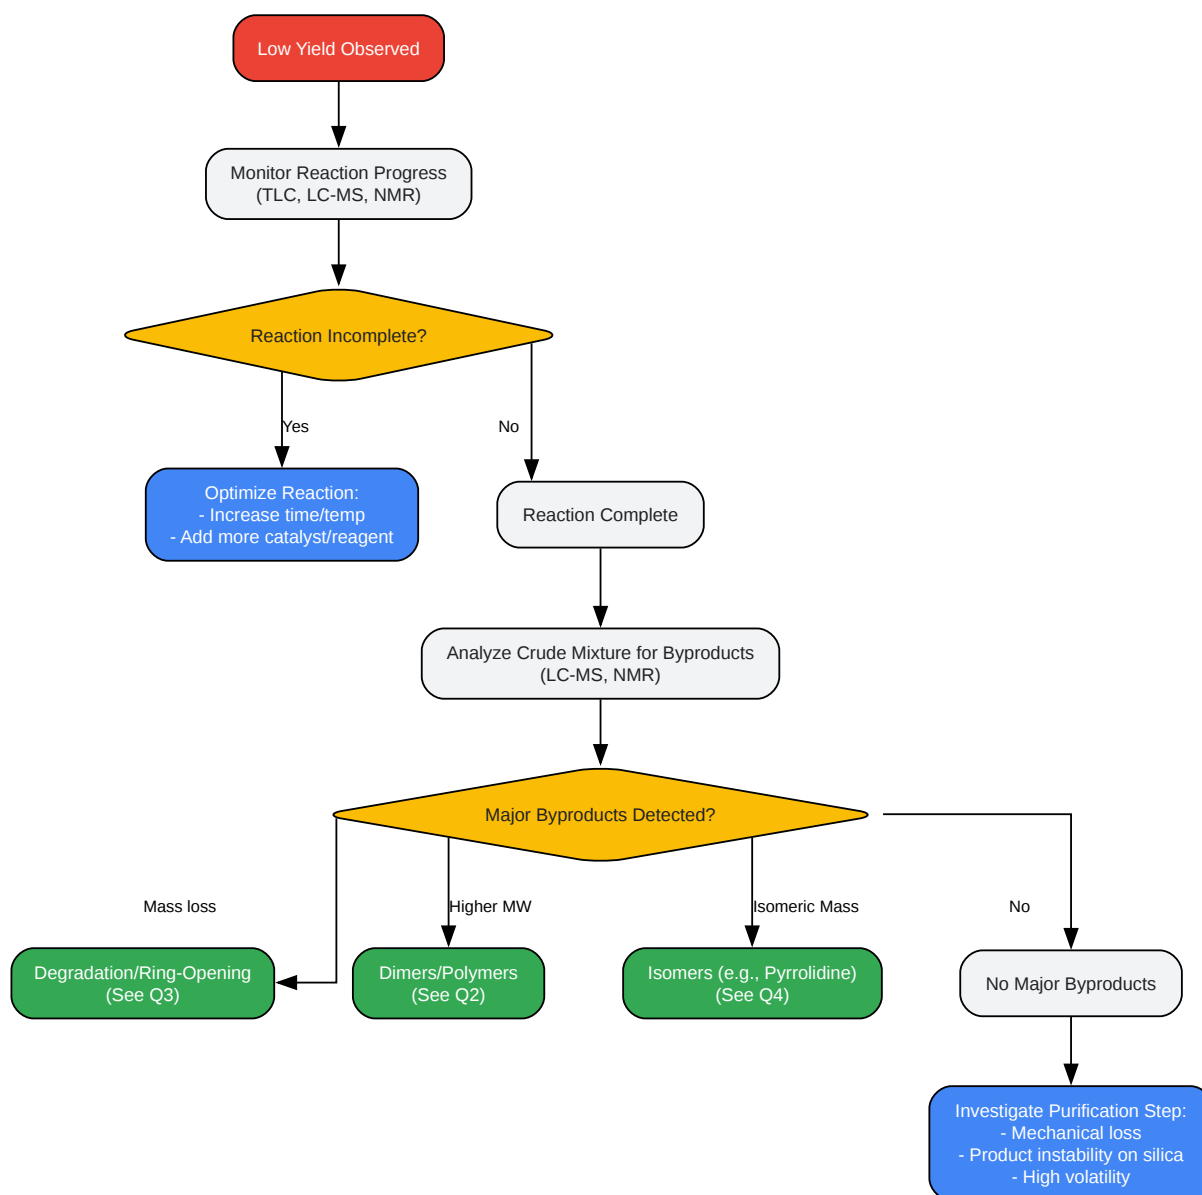 Low Yield Observed
Monitor Reaction Progress
(TLC, LC-MS, NMR)
Reaction Incomplete?
Yes
No
Optimize Reaction:
- Increase time/temp
- Add more catalyst/reagent
Reaction Complete
Analyze Crude Mixture for Byproducts
(LC-MS, NMR)
Major Byproducts Detected?
Mass loss
Higher MW
Isomeric Mass
No
Degradation/Ring-Opening
(See Q3)
Dimers/Polymers
(See Q2)
Isomers (e.g., Pyrrolidine)
(See Q4)
No Major Byproducts
Investigate Purification Step:
- Mechanical loss
- Product instability on silica
- High volatility